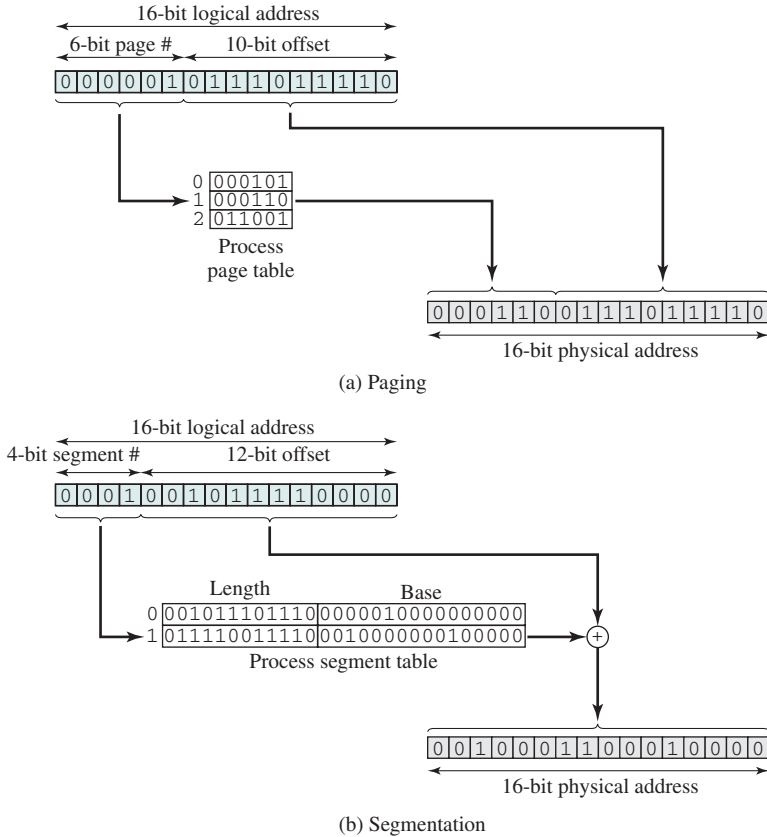 16-bit logical address
6-bit page # 10-bit offset
0 0 0 0 0 1 0 1 1 1 0 1 1 1 1 0
0 000101
1 000110
2 011001
Process
page table
0 0 0 1 1 0 0 1 1 1 0 1 1 1 1 0
16-bit physical address
(a) Paging
16-bit logical address
4-bit segment # 12-bit offset
0 0 0 1 0 0 1 0 1 1 1 1 0 0 0 0
Length Base
0 001011101110 0000010000000000
1 011110011110 0010000000100000
Process segment table
+
0 0 1 0 0 0 1 1 0 0 0 1 0 0 0 0
16-bit physical address
(b) Segmentation